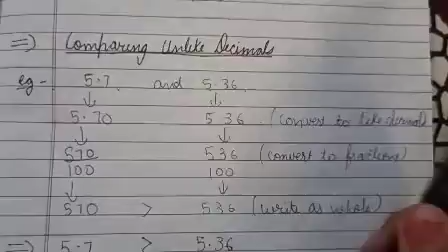 => Comparing Unlike Decimals
eg - 5.7 and 5.36
↓ ↓
5.70 5.36 (convert to like decimal)
↓ ↓
570 536 (convert to fractions)
100 100
↓ ↓
570 > 536 (write as whole)
=> 5.7 > 5.36